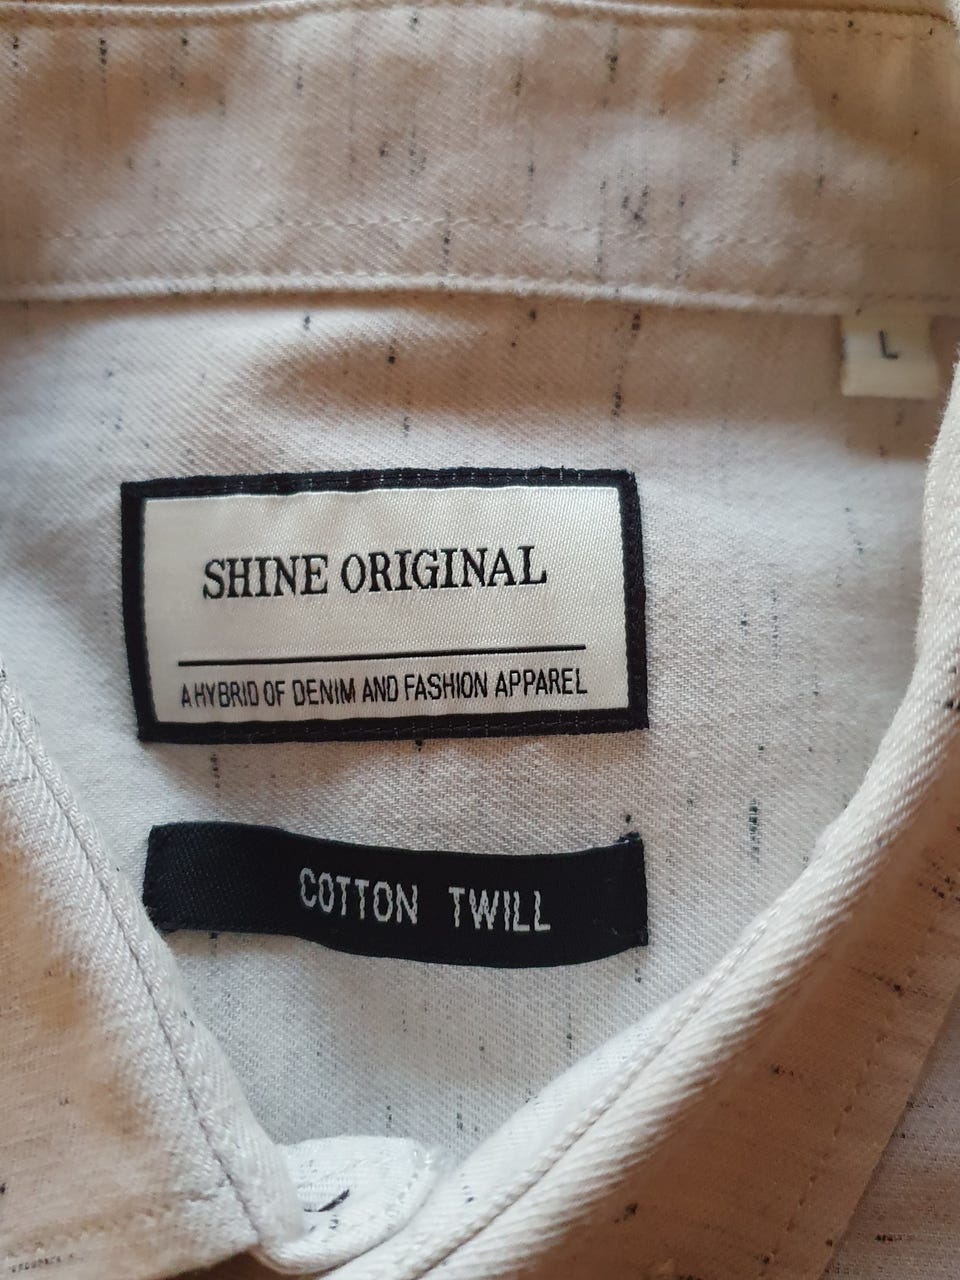 L
SHINE ORIGINAL
A HYBRID OF DENIM AND FASHION APPAREL
COTTON TWILL